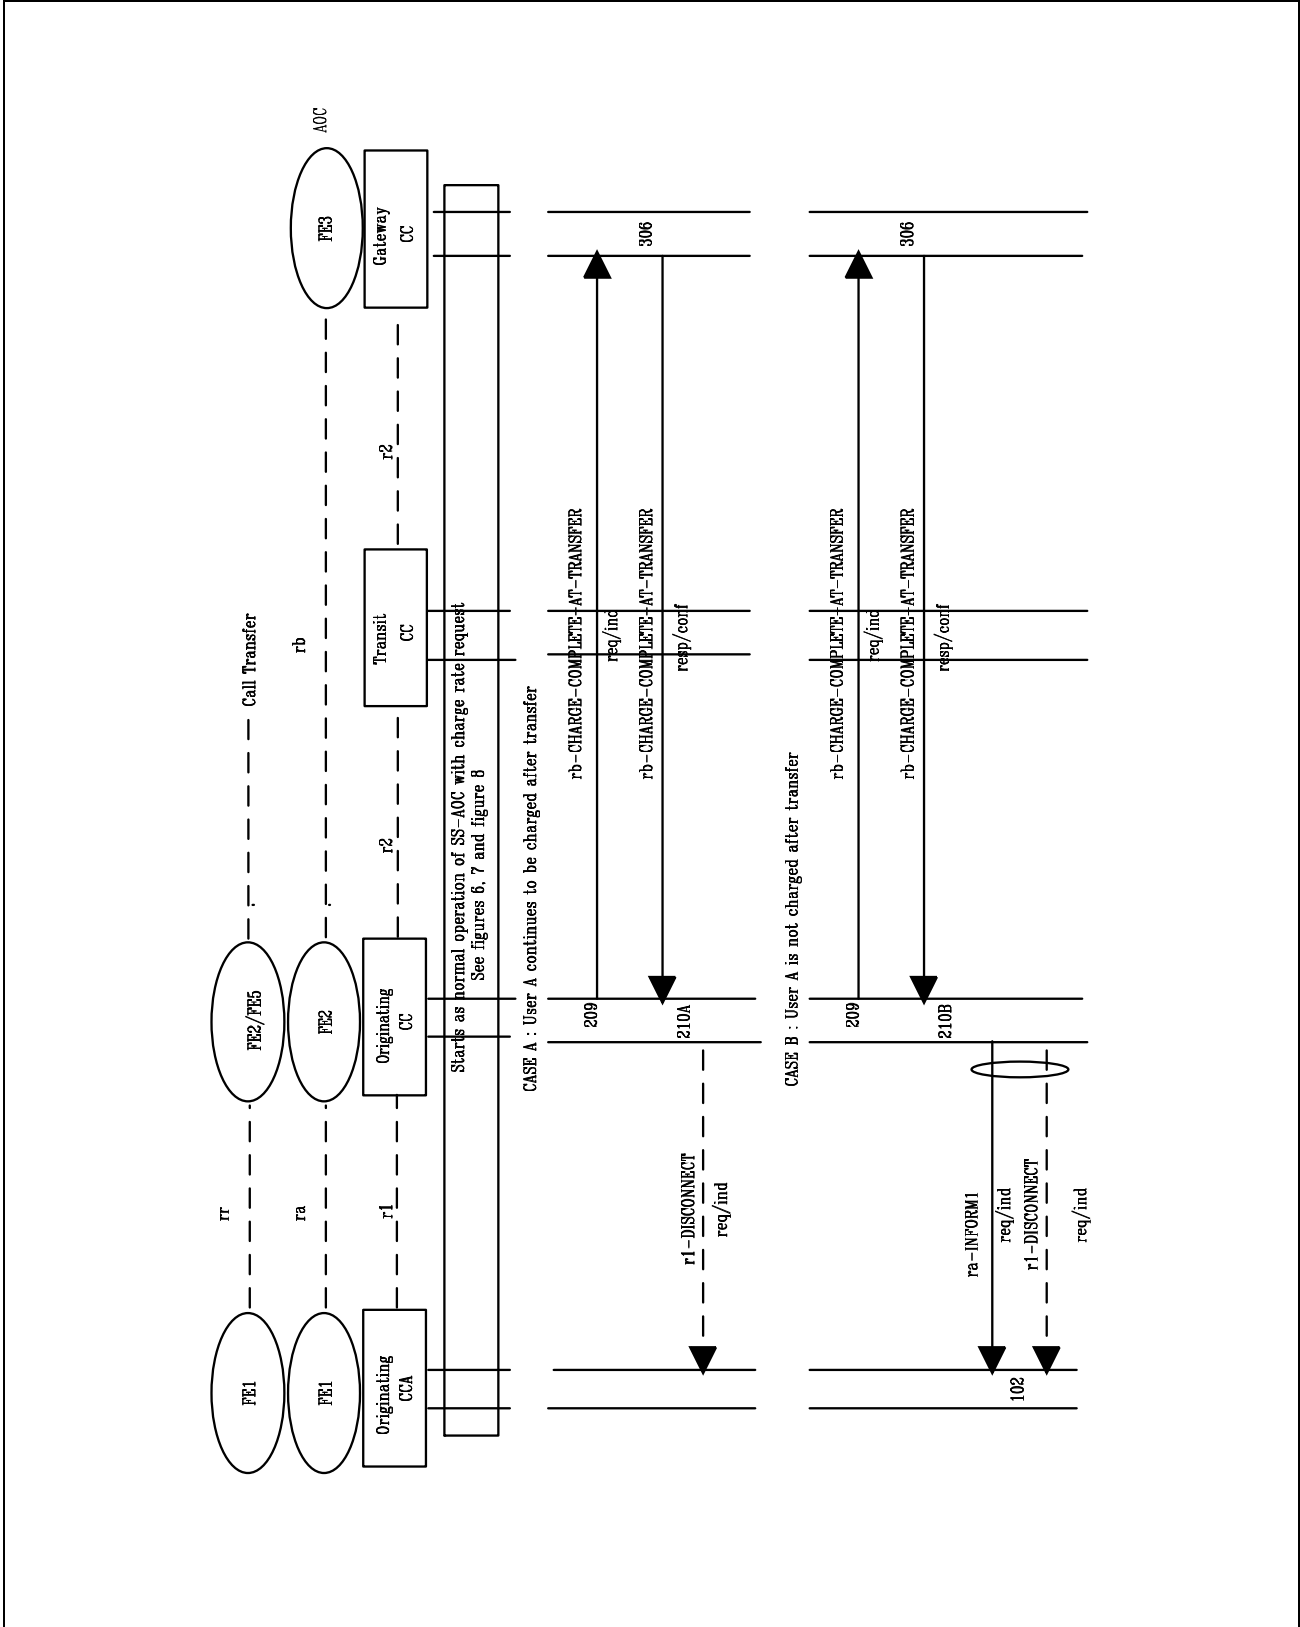 Call Transfer
AOC
FE1
rr
FE2/FE5
FE1
ra
FE2
rb
FE3
Originating
CCA
r1
Originating
CC
r2
Transit
CC
r2
Gateway
CC
Starts as normal operation of SS-AOC with charge rate request
See figures 6, 7 and figure 8
CASE A : User A continues to be charged after transfer
rb-CHARGE-COMPLETE-AT-TRANSFER
209
req/ind
306
rb-CHARGE-COMPLETE-AT-TRANSFER
210A
resp/conf
r1-DISCONNECT
req/ind
CASE B : User A is not charged after transfer
rb-CHARGE-COMPLETE-AT-TRANSFER
209
req/ind
306
rb-CHARGE-COMPLETE-AT-TRANSFER
210B
resp/conf
ra-INFORM1
req/ind
102
r1-DISCONNECT
req/ind